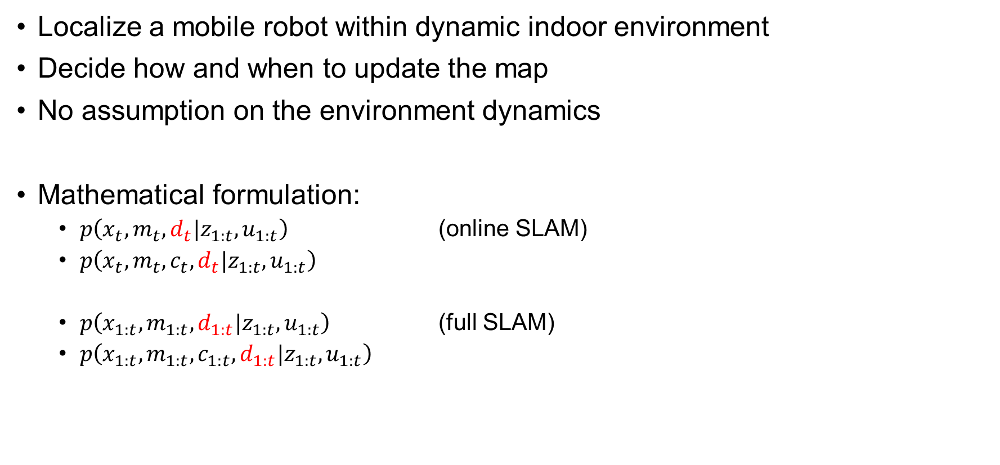 • Localize a mobile robot within dynamic indoor environment
• Decide how and when to update the map
• No assumption on the environment dynamics
• Mathematical formulation:
• $p(x_t, m_t, d_t | z_{1:t}, u_{1:t})$ (online SLAM)
• $p(x_t, m_t, c_t, d_t | z_{1:t}, u_{1:t})$
• $p(x_{1:t}, m_{1:t}, d_{1:t} | z_{1:t}, u_{1:t})$ (full SLAM)
• $p(x_{1:t}, m_{1:t}, c_{1:t}, d_{1:t} | z_{1:t}, u_{1:t})$